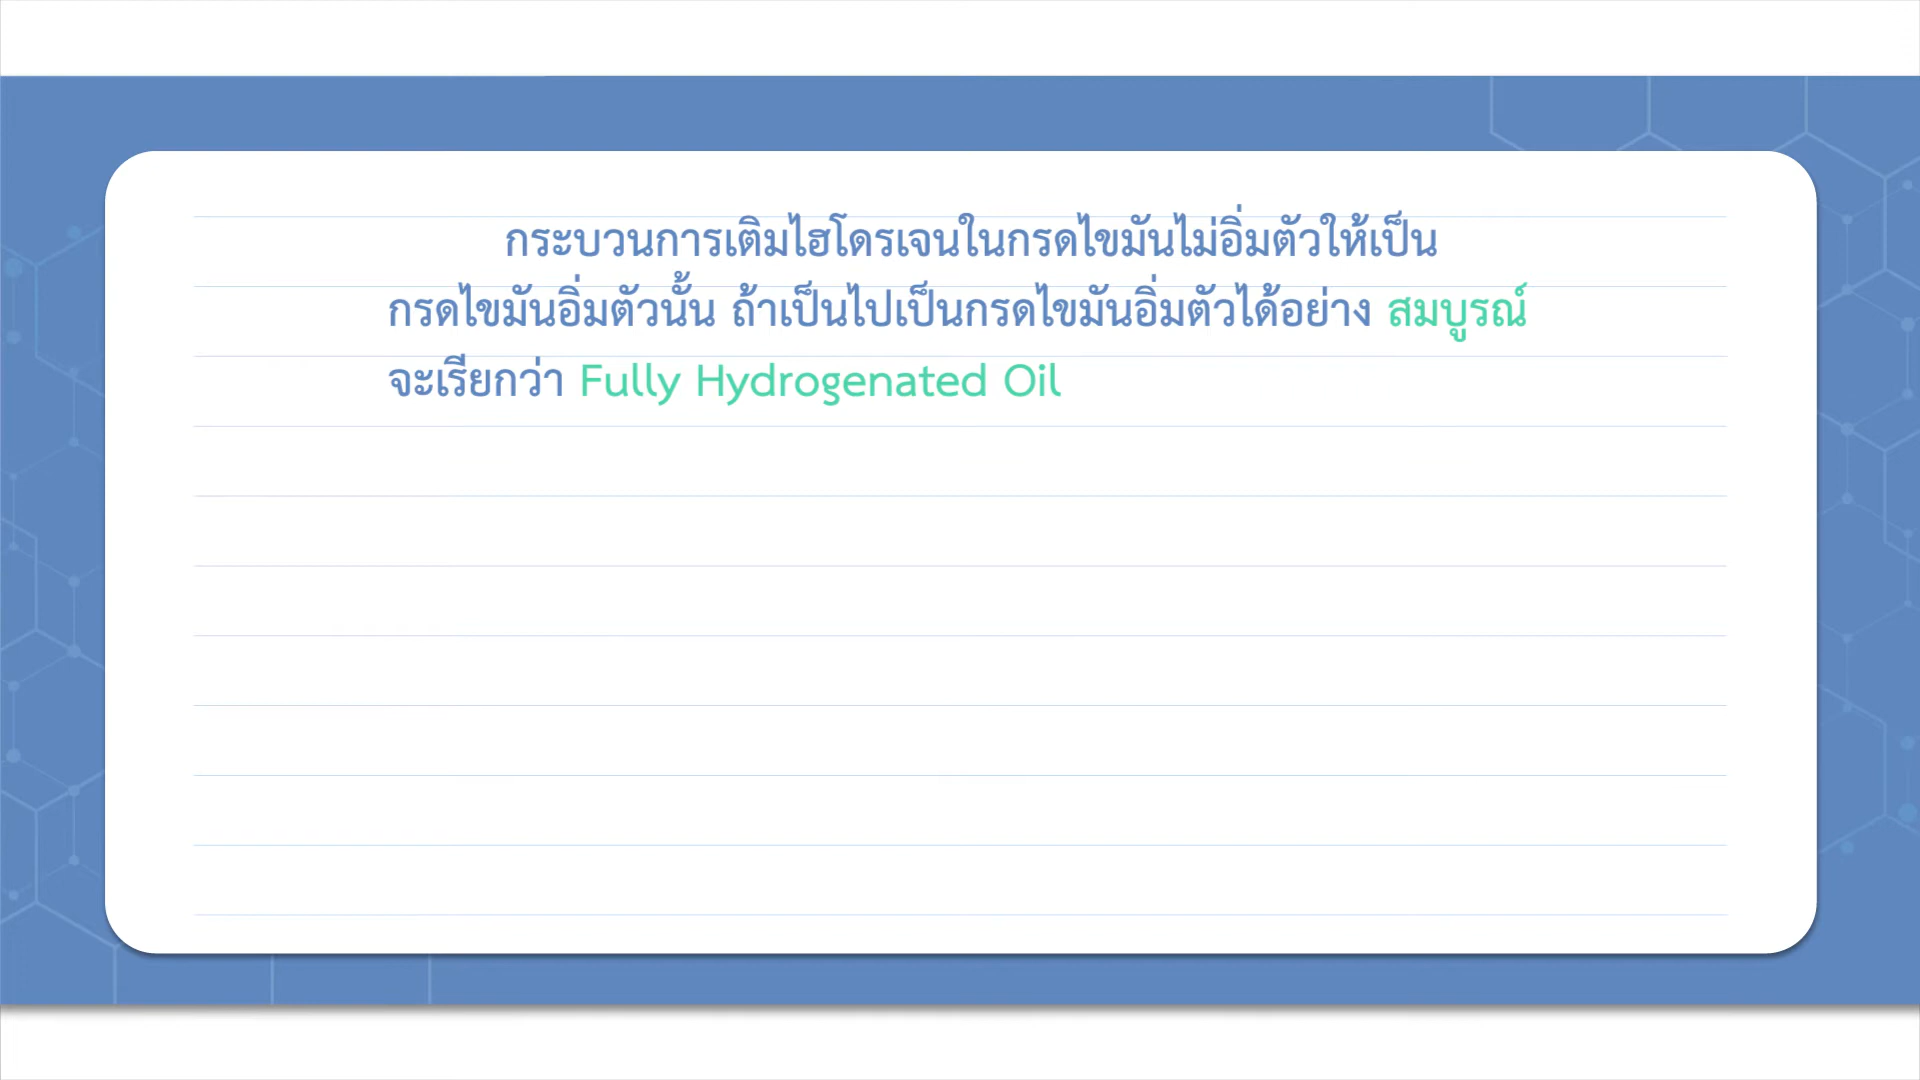 กระบวนการเติมไฮโดรเจนในกรดไขมันไม่อิ่มตัวให้เป็น
กรดไขมันอิ่มตัวนั้น ถ้าเป็นไปเป็นกรดไขมันอิ่มตัวได้อย่าง สมบูรณ์
จะเรียกว่า Fully Hydrogenated Oil